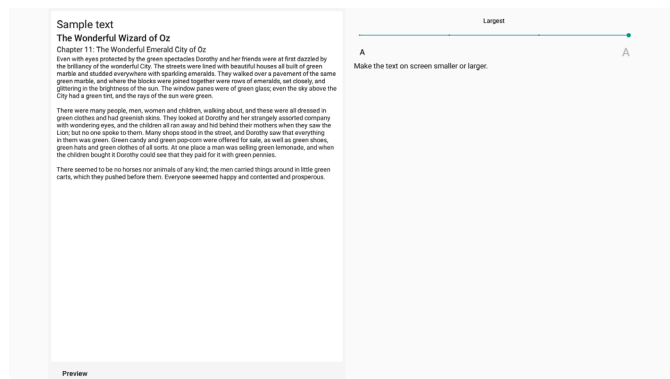 Sample text
The Wonderful Wizard of Oz
Chapter 11: The Wonderful Emerald City of Oz
Even with eyes protected by the green spectacles Dorothy and her friends were at first dazzled by
the brilliancy of the wonderful City. The streets were lined with beautiful houses all built of green
marble and studded everywhere with sparkling emeralds. They walked over a pavement of the same
green marble, and where the blocks were joined together were rows of emeralds, set closely, and
glittering in the brightness of the sun. The window panes were of green glass; even the sky above the
City had a green tint, and the rays of the sun were green.
There were many people, men, women and children, walking about, and these were all dressed in
green clothes and had greenish skins. They looked at Dorothy and her strangely assorted company
with wondering eyes, and the children all ran away and hid behind their mothers when they saw the
Lion; but no one spoke to them. Many shops stood in the street, and Dorothy saw that everything
in them was green. Green candy and green pop-corn were offered for sale, as well as green shoes,
green hats and green clothes of all sorts. At one place a man was selling green lemonade, and when
the children bought it Dorothy could see that they paid for it with green pennies.
There seemed to be no horses nor animals of any kind; the men carried things around in little green
carts, which they pushed before them. Everyone seeemed happy and contented and prosperous.
Preview
Largest
A A
Make the text on screen smaller or larger.